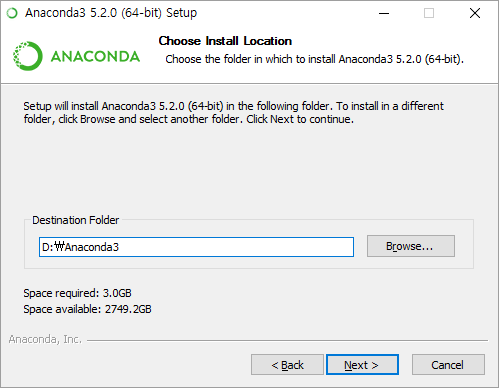 Anaconda3 5.2.0 (64-bit) Setup
ANACONDA
Choose Install Location
Choose the folder in which to install Anaconda3 5.2.0 (64-bit).
Setup will install Anaconda3 5.2.0 (64-bit) in the following folder. To install in a different
folder, click Browse and select another folder. Click Next to continue.
Destination Folder
D:₩Anaconda3
Browse...
Space required: 3.0GB
Space available: 2749.2GB
Anaconda, Inc.
< Back
Next >
Cancel